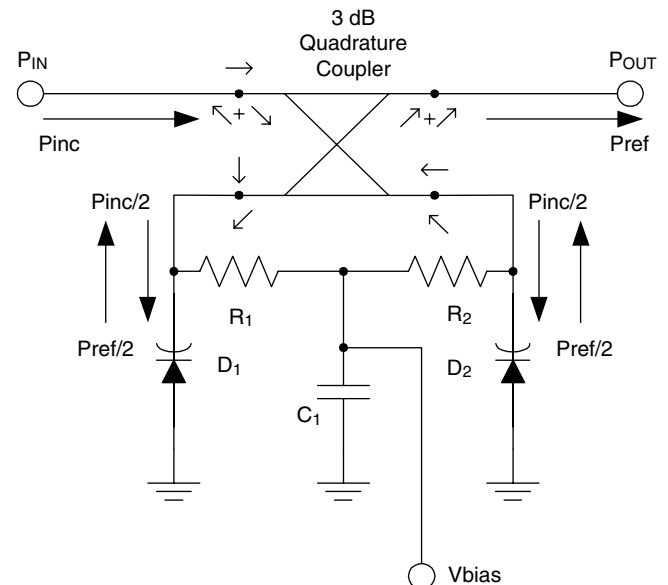 3 dB
Quadrature
Coupler
PIN
POUT
+
+
Pinc
Pref
Pinc/2
Pinc/2
R1
R2
Pref/2
D1
D2
Pref/2
C1
Vbias